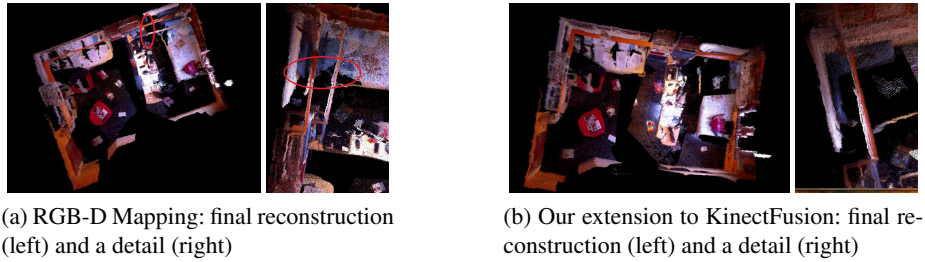 (a) RGB-D Mapping: final reconstruction
(left) and a detail (right)
(b) Our extension to KinectFusion: final re-
construction (left) and a detail (right)